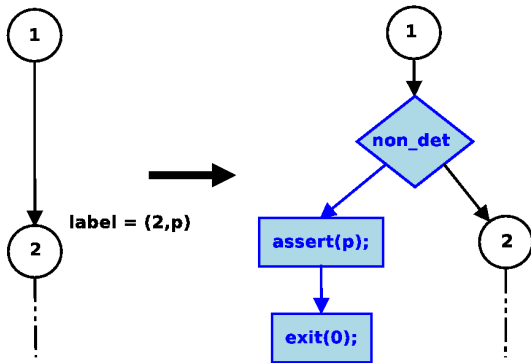 1
label = (2,p)
2
1
non_det
assert(p);
2
exit(0);